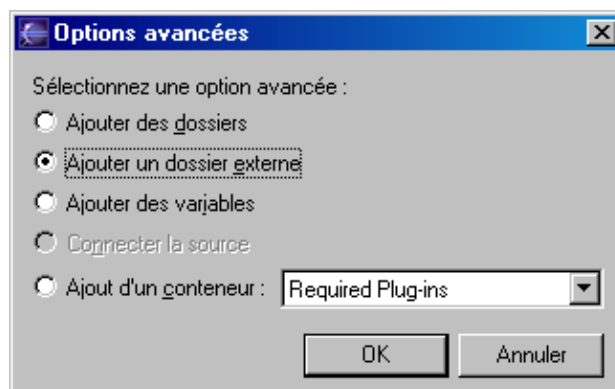 Options avancées
Sélectionnez une option avancée :
Ajouter des dossiers
Ajouter un dossier externe
Ajouter des variables
Connecter la source
Ajout d'un conteneur : Required Plug-ins
OK Annuler